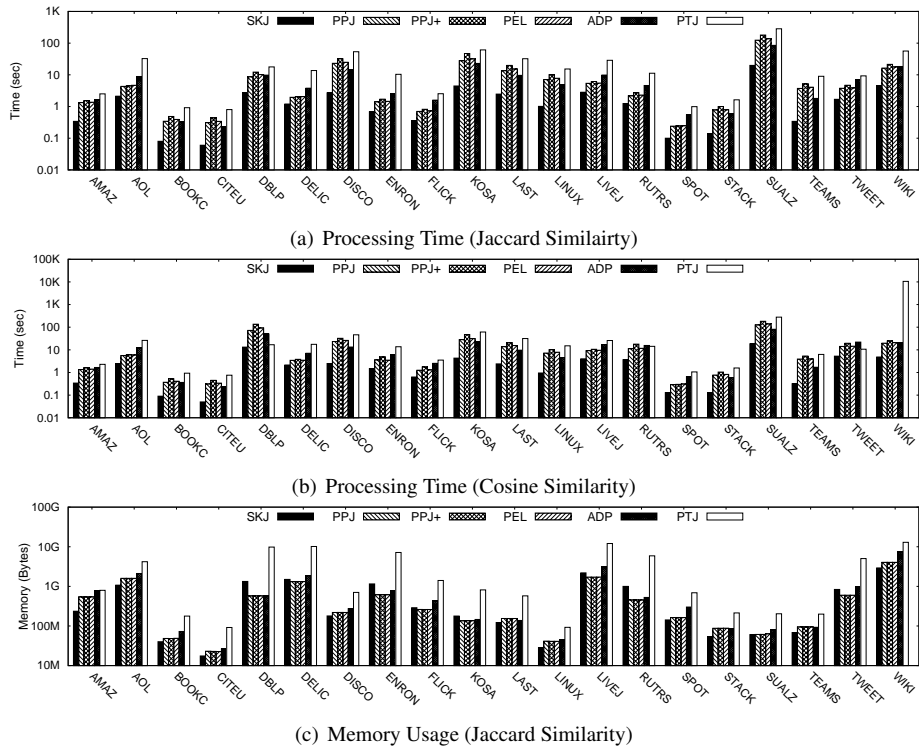 SKJ PPJ PPJ+ PEL ADP PTJ
Time (sec)
1K
100
10
1
0.1
0.01
AMAZ AOL BOOKC CITEU DBLP DELIC DISCO ENRON FLICK KOSA LAST LINUX LIVEJ RUTRS SPOT STACK SUALZ TEAMS TWEET WIKI
(a) Processing Time (Jaccard Similairty)
SKJ PPJ PPJ+ PEL ADP PTJ
Time (sec)
100K
10K
1K
100
10
1
0.1
0.01
AMAZ AOL BOOKC CITEU DBLP DELIC DISCO ENRON FLICK KOSA LAST LINUX LIVEJ RUTRS SPOT STACK SUALZ TEAMS TWEET WIKI
(b) Processing Time (Cosine Similarity)
SKJ PPJ PPJ+ PEL ADP PTJ
Memory (Bytes)
100G
10G
1G
100M
10M
AMAZ AOL BOOKC CITEU DBLP DELIC DISCO ENRON FLICK KOSA LAST LINUX LIVEJ RUTRS SPOT STACK SUALZ TEAMS TWEET WIKI
(c) Memory Usage (Jaccard Similarity)